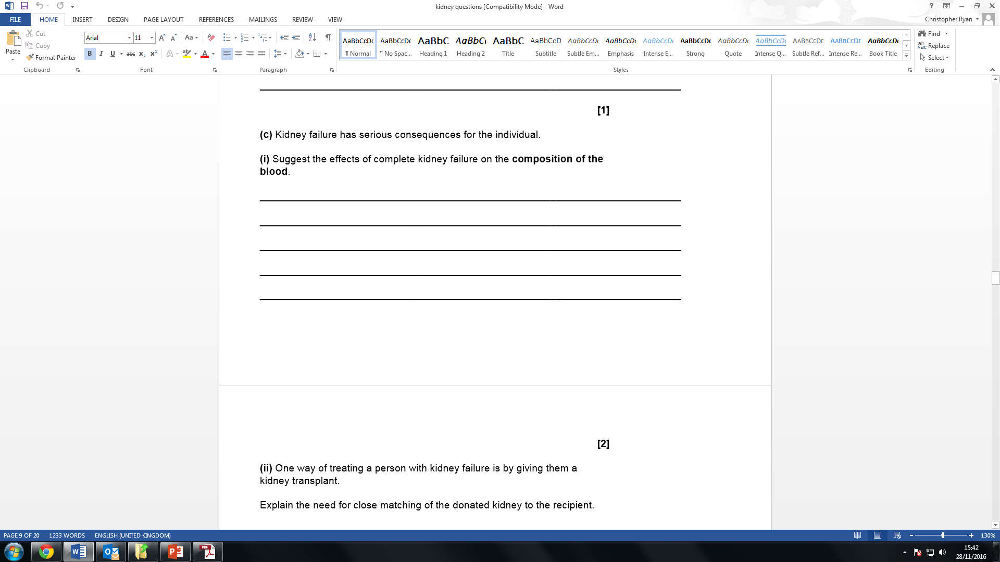 kidney questions [Compatibility Mode] - Word
?
FILE HOME INSERT DESIGN PAGE LAYOUT REFERENCES MAILINGS REVIEW VIEW
Christopher Ryan
Paste
Cut
Copy
Format Painter
Clipboard
Arial 11
Aa
B I U abc x₂ x²
Font
Paragraph
AaBbCcDc AaBbCcDc AaBbC AaBbCc AaBbC AaBbCcD AaBbCcDc AaBbCcDc AaBbCcDc AaBbCcDc AaBbCcDc AaBbCcDc AABBCCDE AABBCCDE AaBbCcDc
¶ Normal ¶ No Spac... Heading 1 Heading 2 Title Subtitle Subtle Em... Emphasis Intense E... Strong Quote Intense Q... Subtle Ref... Intense Re... Book Title
Styles
Find
Replace
Select
Editing
[1]
(c) Kidney failure has serious consequences for the individual.
(i) Suggest the effects of complete kidney failure on the composition of the
blood.
[2]
(ii) One way of treating a person with kidney failure is by giving them a
kidney transplant.
Explain the need for close matching of the donated kidney to the recipient.
PAGE 9 OF 20 1233 WORDS ENGLISH (UNITED KINGDOM)
130%
15:42
28/11/2016